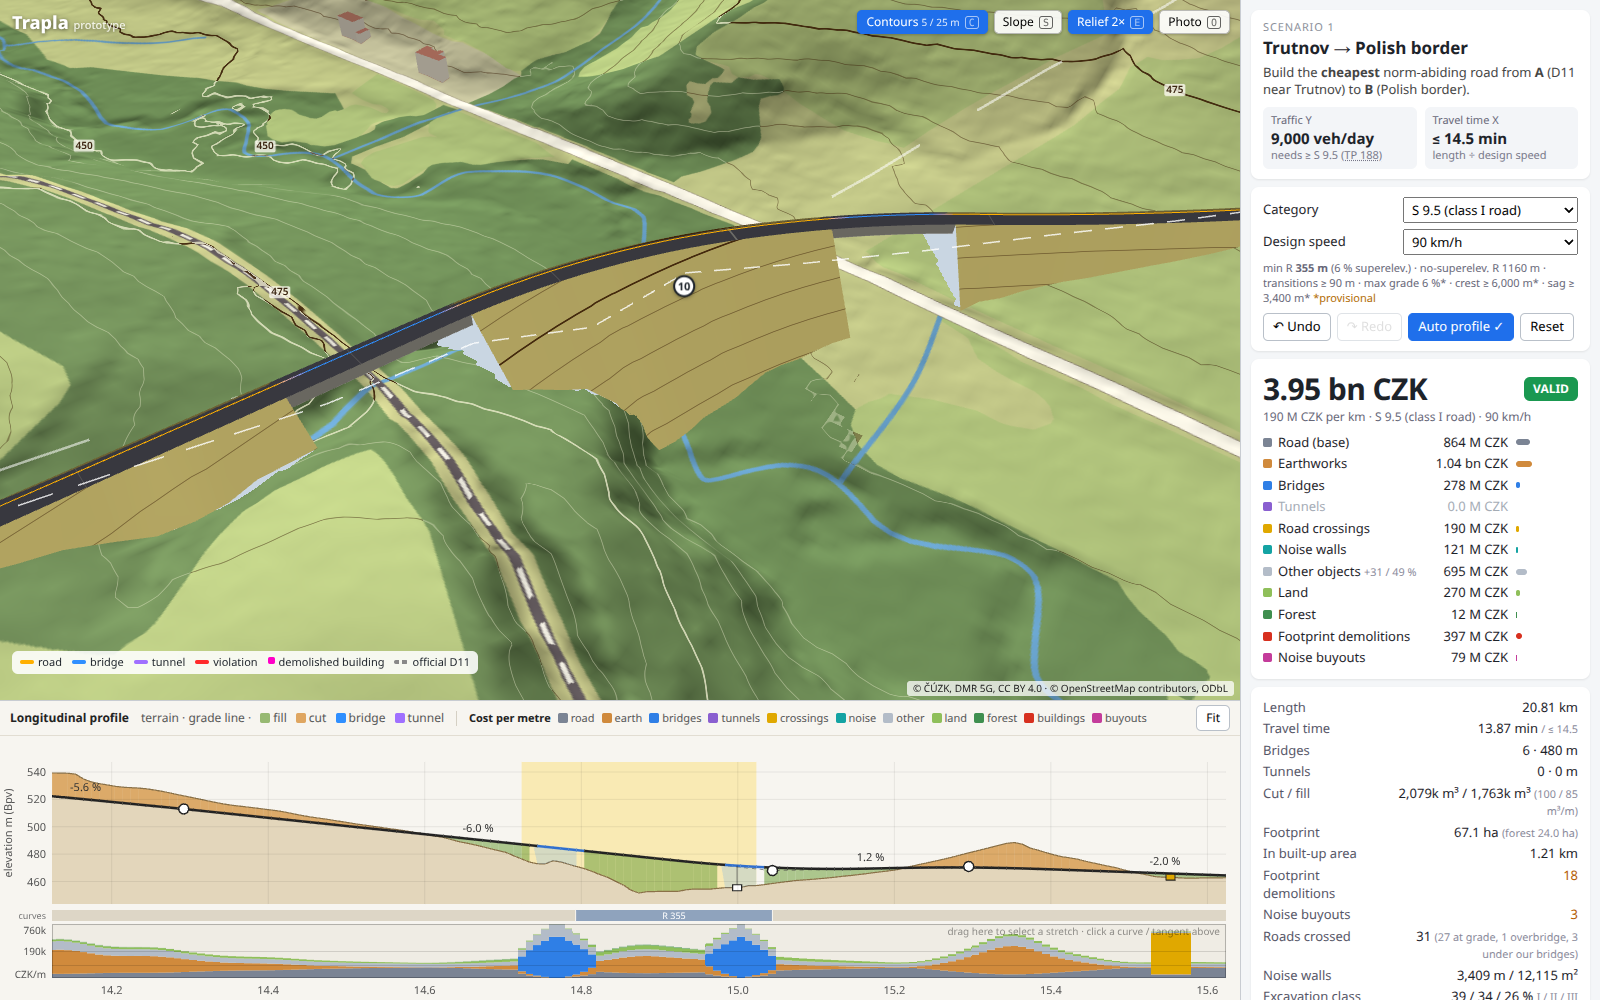 Trapla prototype
Contours 5 / 25 m C
Slope S
Relief 2× E
Photo O
450
450
475
475
10
road
bridge
tunnel
violation
demolished building
official D11
© ČÚZK, DMR 5G, CC BY 4.0 · © OpenStreetMap contributors, ODbL
SCENARIO 1
Trutnov → Polish border
Build the cheapest norm-abiding road from A (D11
near Trutnov) to B (Polish border).
Traffic Y
9,000 veh/day
needs ≥ S 9.5 (TP 188)
Travel time X
≤ 14.5 min
length ÷ design speed
Category
S 9.5 (class I road)
Design speed
90 km/h
min R 355 m (6 % superelev.) · no-superelev. R 1160 m ·
transitions ≥ 90 m · max grade 6 %* · crest ≥ 6,000 m* · sag ≥
3,400 m* *provisional
↶ Undo
↷ Redo
Auto profile ✓
Reset
3.95 bn CZK
VALID
190 M CZK per km · S 9.5 (class I road) · 90 km/h
Road (base) 864 M CZK
Earthworks 1.04 bn CZK
Bridges 278 M CZK
Tunnels 0.0 M CZK
Road crossings 190 M CZK
Noise walls 121 M CZK
Other objects +31 / 49 % 695 M CZK
Land 270 M CZK
Forest 12 M CZK
Footprint demolitions 397 M CZK
Noise buyouts 79 M CZK
Length 20.81 km
Travel time 13.87 min / ≤ 14.5
Bridges 6 · 480 m
Tunnels 0 · 0 m
Cut / fill 2,079k m³ / 1,763k m³ (100 / 85
m³/m)
Footprint 67.1 ha (forest 24.0 ha)
In built-up area 1.21 km
Footprint 18
demolitions
Noise buyouts 3
Roads crossed 31 (27 at grade, 1 overbridge, 3
under our bridges)
Noise walls 3,409 m / 12,115 m²
Excavation class 39 / 34 / 26 % I / II / III
Longitudinal profile terrain · grade line · fill cut bridge tunnel
Cost per metre road earth bridges tunnels crossings noise other land forest buildings buyouts
Fit
elevation m (Bpv)
540
520
500
480
460
-5.6 %
-6.0 %
1.2 %
-2.0 %
curves
R 355
760k
190k
CZK/m
drag here to select a stretch · click a curve / tangent above
14.2
14.4
14.6
14.8
15.0
15.2
15.4
15.6